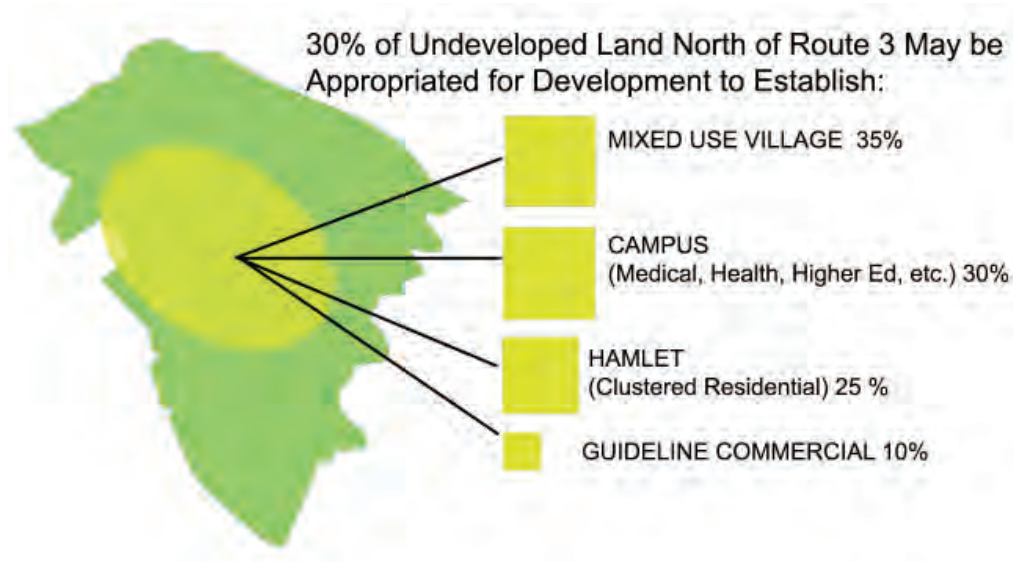 30% of Undeveloped Land North of Route 3 May be
Appropriated for Development to Establish:
MIXED USE VILLAGE 35%
CAMPUS
(Medical, Health, Higher Ed, etc.) 30%
HAMLET
(Clustered Residential) 25 %
GUIDELINE COMMERCIAL 10%